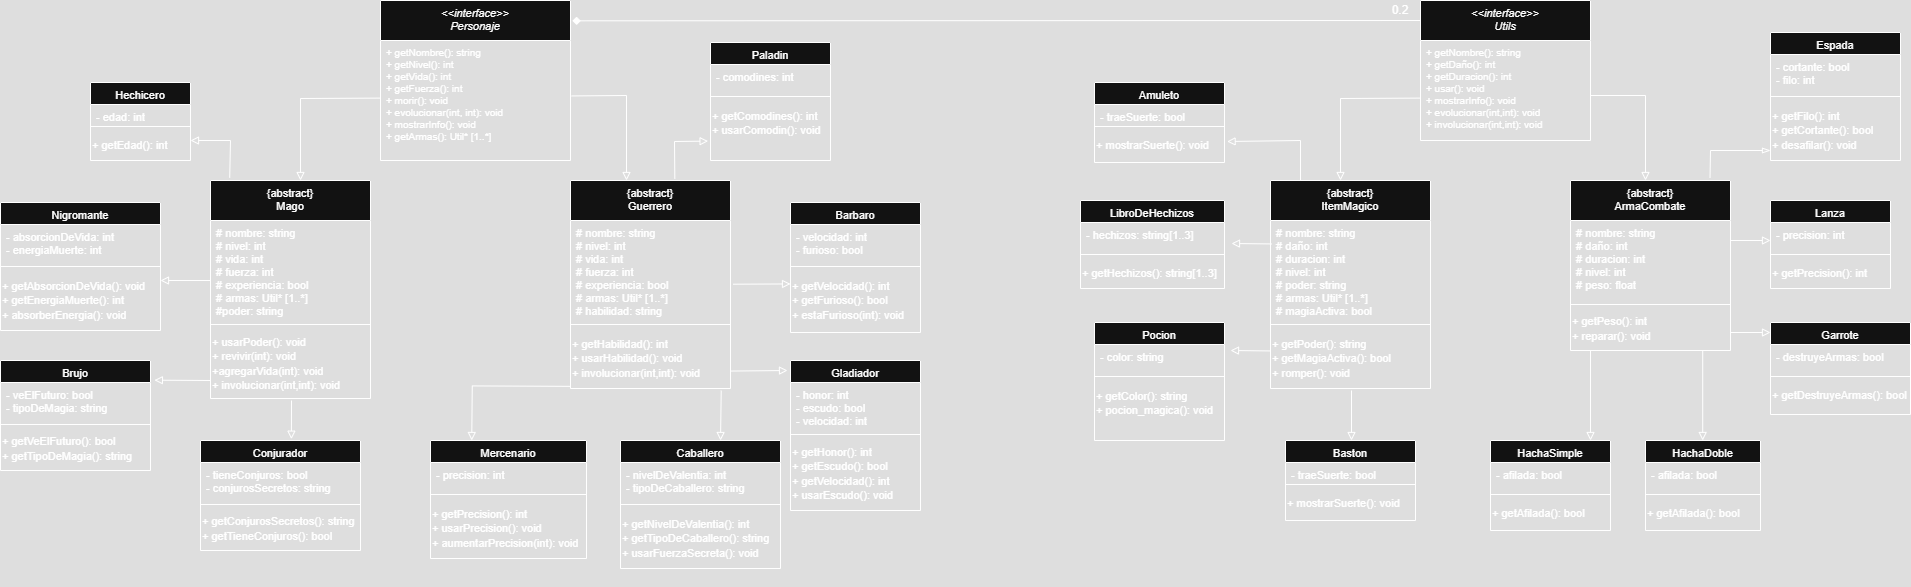 <<interface>>
Personaje
+ getNombre(): string
+ getNivel(): int
+ getVida(): int
+ getFuerza(): int
+ morir(): void
+ evolucionar(int, int): void
+ mostrarInfo(): void
+ getArmas(): Util* [1..*]
0.2
<<interface>>
Utils
+ getNombre(): string
+ getDaño(): int
+ getDuracion(): int
+ usar(): void
+ mostrarInfo(): void
+ evolucionar(int,int): void
+ involucionar(int,int): void
Paladin
- comodines: int
+ getComodines(): int
+ usarComodin(): void
Espada
- cortante: bool
- filo: int
+ getFilo(): int
+ getCortante(): bool
+ desafilar(): void
Hechicero
- edad: int
+ getEdad(): int
Amuleto
- traeSuerte: bool
+ mostrarSuerte(): void
{abstract}
Mago
# nombre: string
# nivel: int
# vida: int
# fuerza: int
# experiencia: bool
# armas: Util* [1..*]
#poder: string
+ usarPoder(): void
+ revivir(int): void
+agregarVida(int): void
+ involucionar(int,int): void
{abstract}
Guerrero
# nombre: string
# nivel: int
# vida: int
# fuerza: int
# experiencia: bool
# armas: Util* [1..*]
# habilidad: string
+ getHabilidad(): int
+ usarHabilidad(): void
+ involucionar(int,int): void
{abstract}
ItemMagico
# nombre: string
# daño: int
# duracion: int
# nivel: int
# poder: string
# armas: Util* [1..*]
# magiaActiva: bool
+ getPoder(): string
+ getMagiaActiva(): bool
+ romper(): void
{abstract}
ArmaCombate
# nombre: string
# daño: int
# duracion: int
# nivel: int
# peso: float
+ getPeso(): int
+ reparar(): void
Nigromante
- absorcionDeVida: int
- energiaMuerte: int
+ getAbsorcionDeVida(): void
+ getEnergiaMuerte(): int
+ absorberEnergia(): void
Barbaro
- velocidad: int
- furioso: bool
+ getVelocidad(): int
+ getFurioso(): bool
+ estaFurioso(int): void
LibroDeHechizos
- hechizos: string[1..3]
+ getHechizos(): string[1..3]
Lanza
- precision: int
+ getPrecision(): int
Pocion
- color: string
+ getColor(): string
+ pocion_magica(): void
Garrote
- destruyeArmas: bool
+ getDestruyeArmas(): bool
Brujo
- veElFuturo: bool
- tipoDeMagia: string
+ getVeElFuturo(): bool
+ getTipoDeMagia(): string
Gladiador
- honor: int
- escudo: bool
- velocidad: int
+ getHonor(): int
+ getEscudo(): bool
+ getVelocidad(): int
+ usarEscudo(): void
Conjurador
- tieneConjuros: bool
- conjurosSecretos: string
+ getConjurosSecretos(): string
+ getTieneConjuros(): bool
Mercenario
- precision: int
+ getPrecision(): int
+ usarPrecision(): void
+ aumentarPrecision(int): void
Caballero
- nivelDeValentia: int
- tipoDeCaballero: string
+ getNivelDeValentia(): int
+ getTipoDeCaballero(): string
+ usarFuerzaSecreta(): void
Baston
- traeSuerte: bool
+ mostrarSuerte(): void
HachaSimple
- afilada: bool
+ getAfilada(): bool
HachaDoble
- afilada: bool
+ getAfilada(): bool